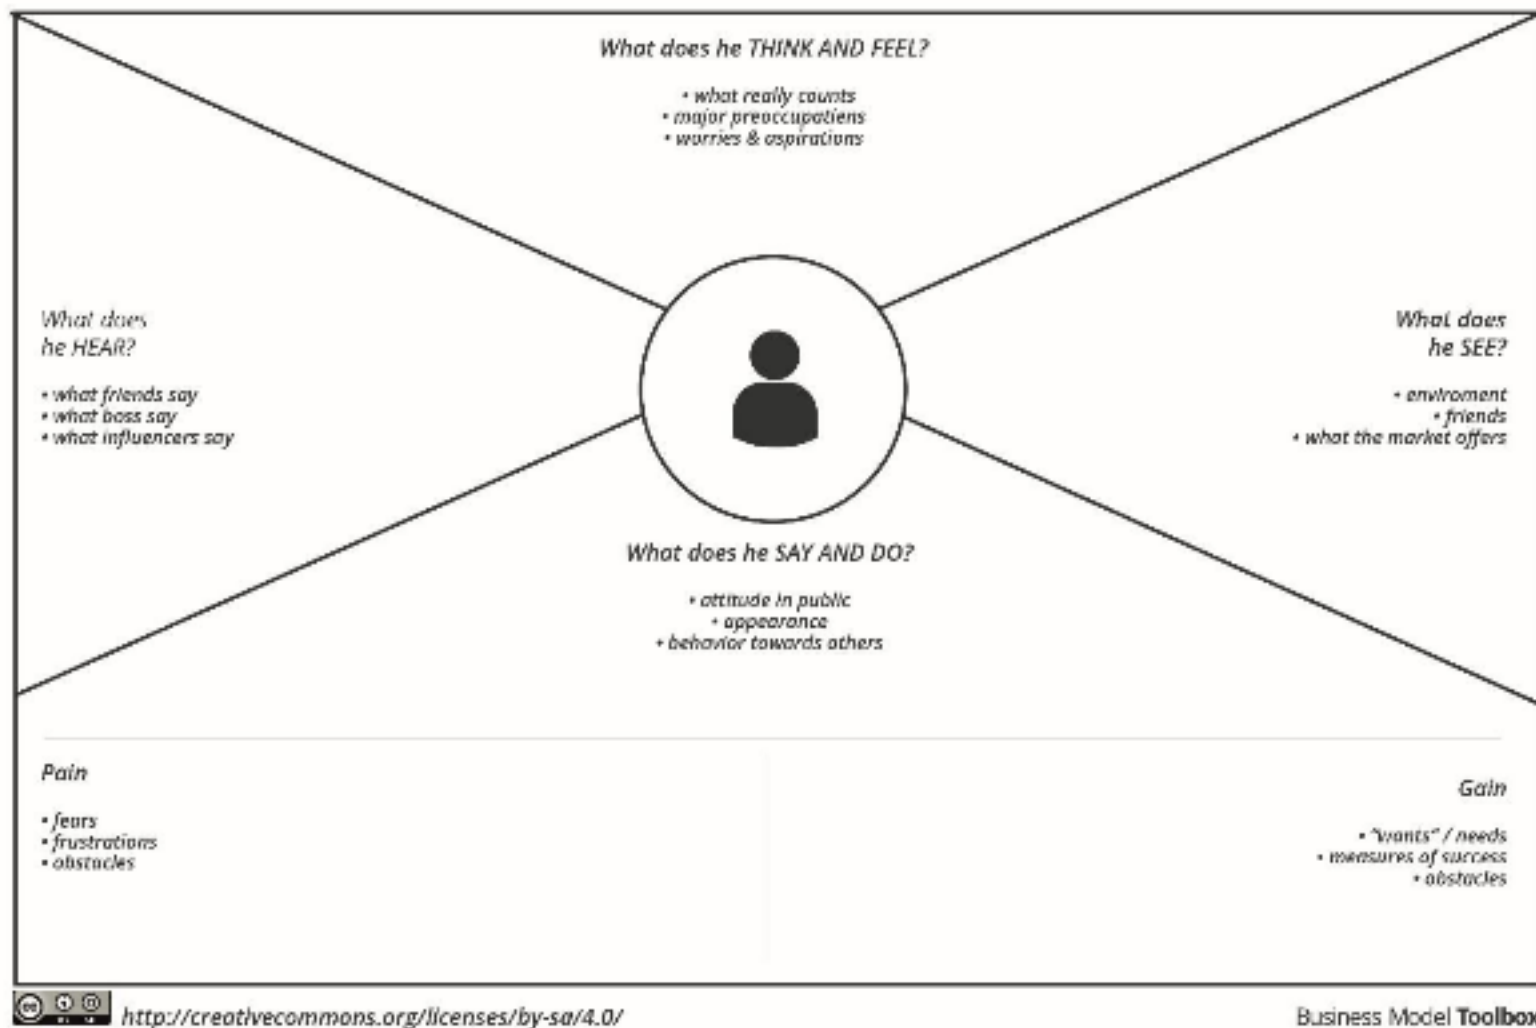 What does he THINK AND FEEL?
• what really counts
• major preoccupations
• worries & aspirations
What does
he HEAR?
• what friends say
• what boss say
• what influencers say
What does
he SEE?
• enviroment
• friends
• what the market offers
What does he SAY AND DO?
• attitude in public
• appearance
• behavior towards others
Pain
• fears
• frustrations
• obstacles
Gain
• "wants" / needs
• measures of success
• obstacles
http://creativecommons.org/licenses/by-sa/4.0/
Business Model Toolbox